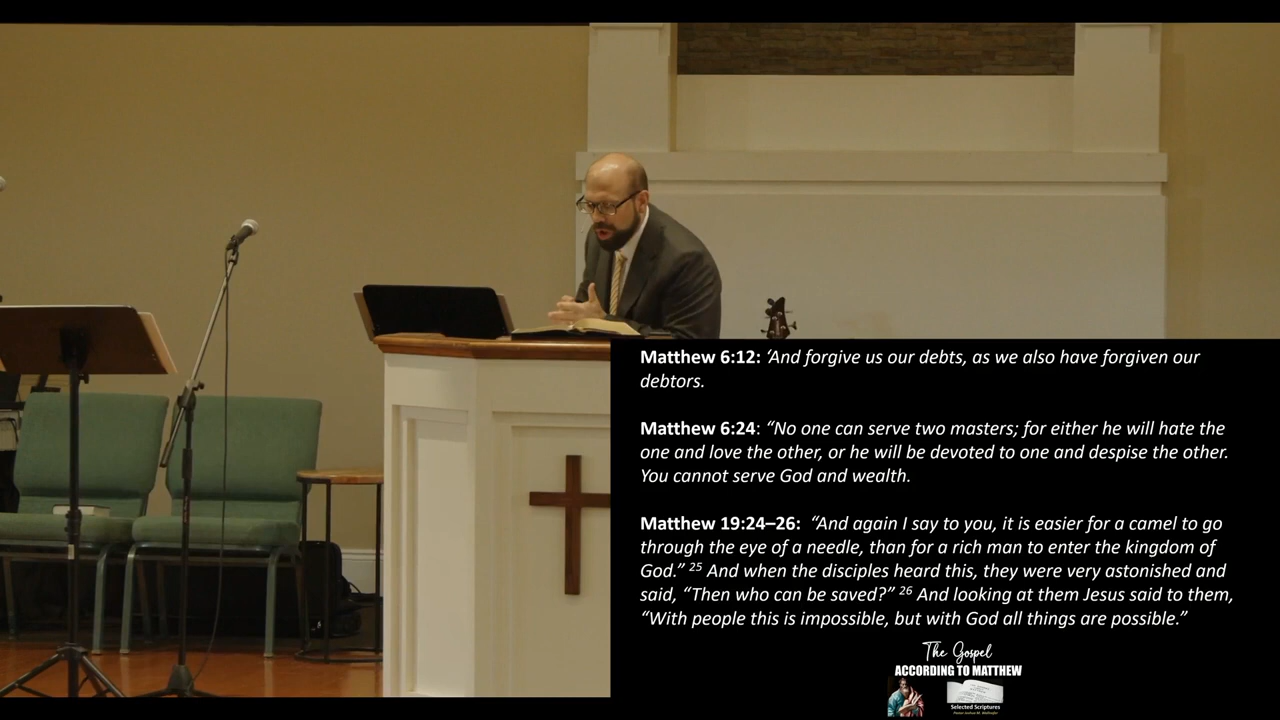 Matthew 6:12: ‘And forgive us our debts, as we also have forgiven our
debtors.
Matthew 6:24: “No one can serve two masters; for either he will hate the
one and love the other, or he will be devoted to one and despise the other.
You cannot serve God and wealth.
Matthew 19:24–26: “And again I say to you, it is easier for a camel to go
through the eye of a needle, than for a rich man to enter the kingdom of
God.” 25 And when the disciples heard this, they were very astonished and
said, “Then who can be saved?” 26 And looking at them Jesus said to them,
“With people this is impossible, but with God all things are possible.”
The Gospel
ACCORDING TO MATTHEW
Selected Scriptures